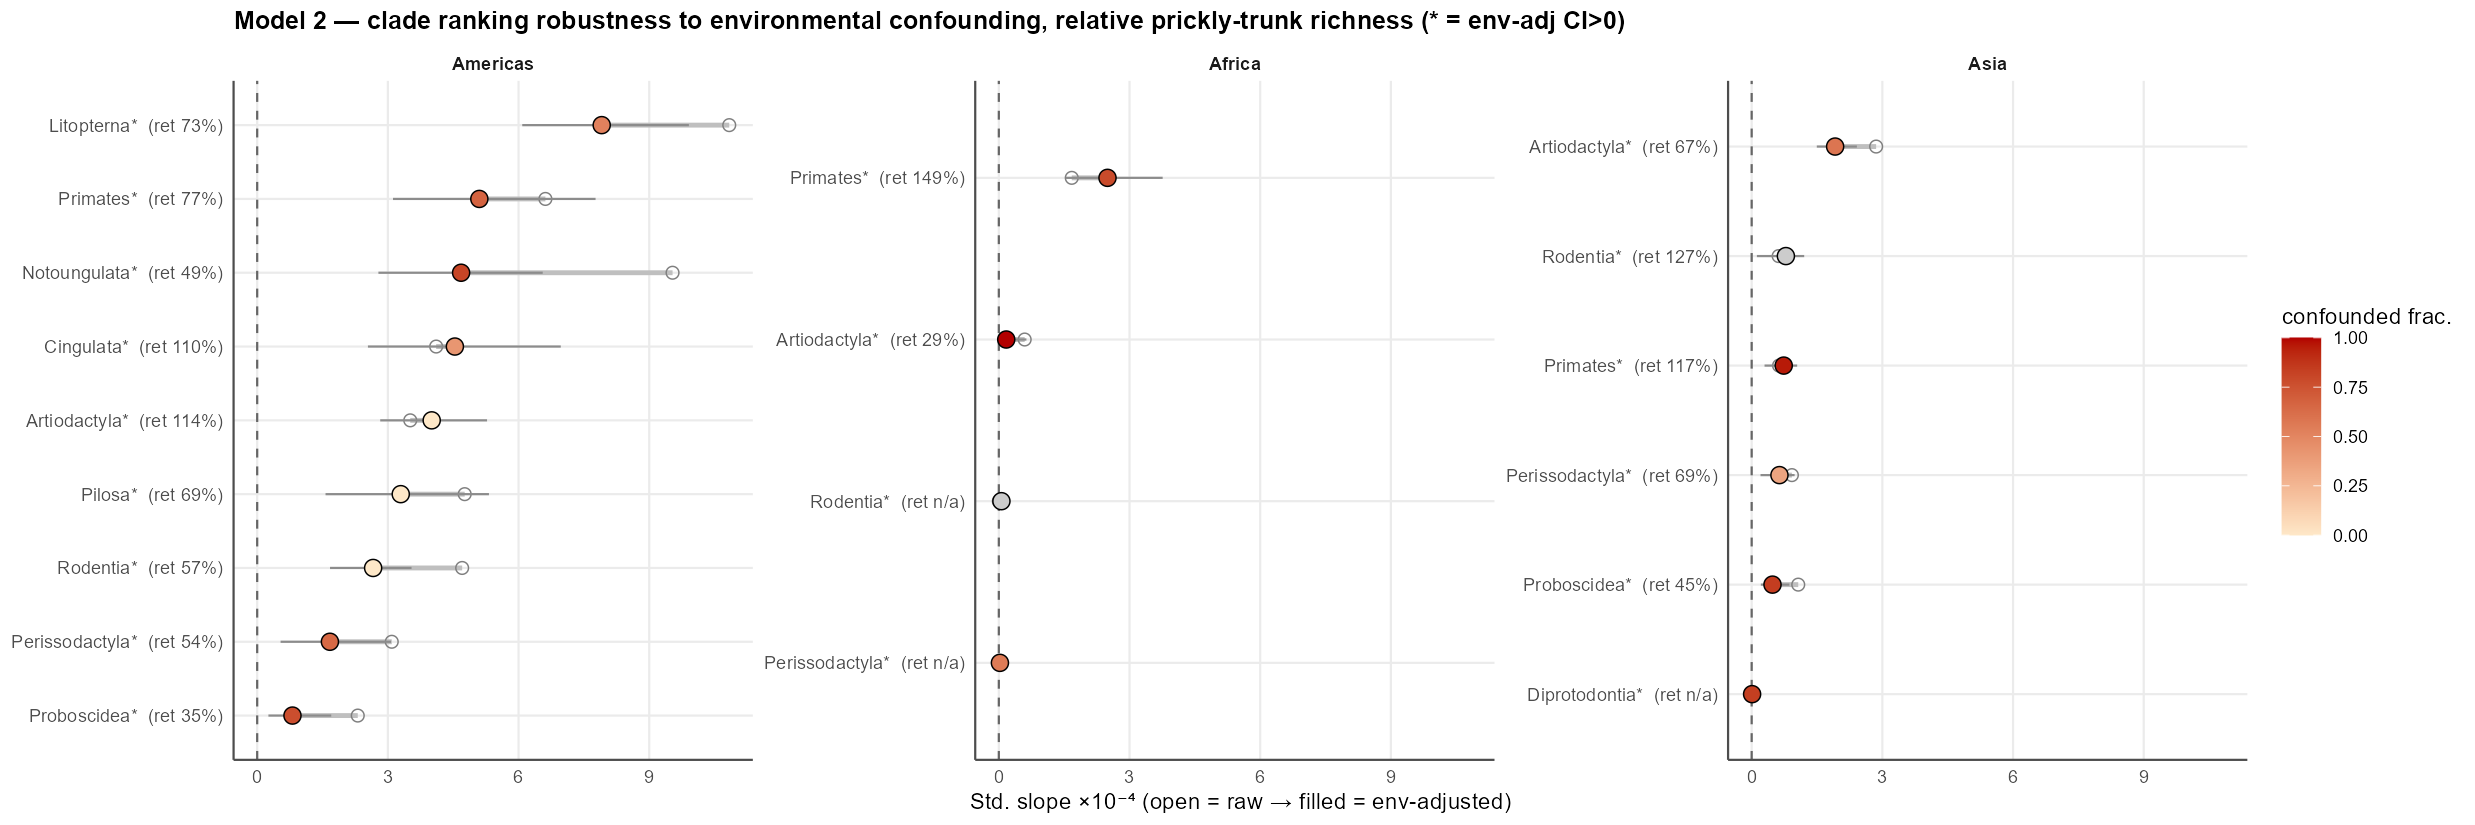 Model 2 — clade ranking robustness to environmental confounding, relative prickly-trunk richness (* = env-adj CI>0)
Americas
Litopterna* (ret 73%)
Primates* (ret 77%)
Notoungulata* (ret 49%)
Cingulata* (ret 110%)
Artiodactyla* (ret 114%)
Pilosa* (ret 69%)
Rodentia* (ret 57%)
Perissodactyla* (ret 54%)
Proboscidea* (ret 35%)
0 3 6 9
Africa
Primates* (ret 149%)
Artiodactyla* (ret 29%)
Rodentia* (ret n/a)
Perissodactyla* (ret n/a)
0 3 6 9
Asia
Artiodactyla* (ret 67%)
Rodentia* (ret 127%)
Primates* (ret 117%)
Perissodactyla* (ret 69%)
Proboscidea* (ret 45%)
Diprotodontia* (ret n/a)
0 3 6 9
Std. slope ×10⁻⁴ (open = raw → filled = env-adjusted)
confounded frac.
1.00
0.75
0.50
0.25
0.00